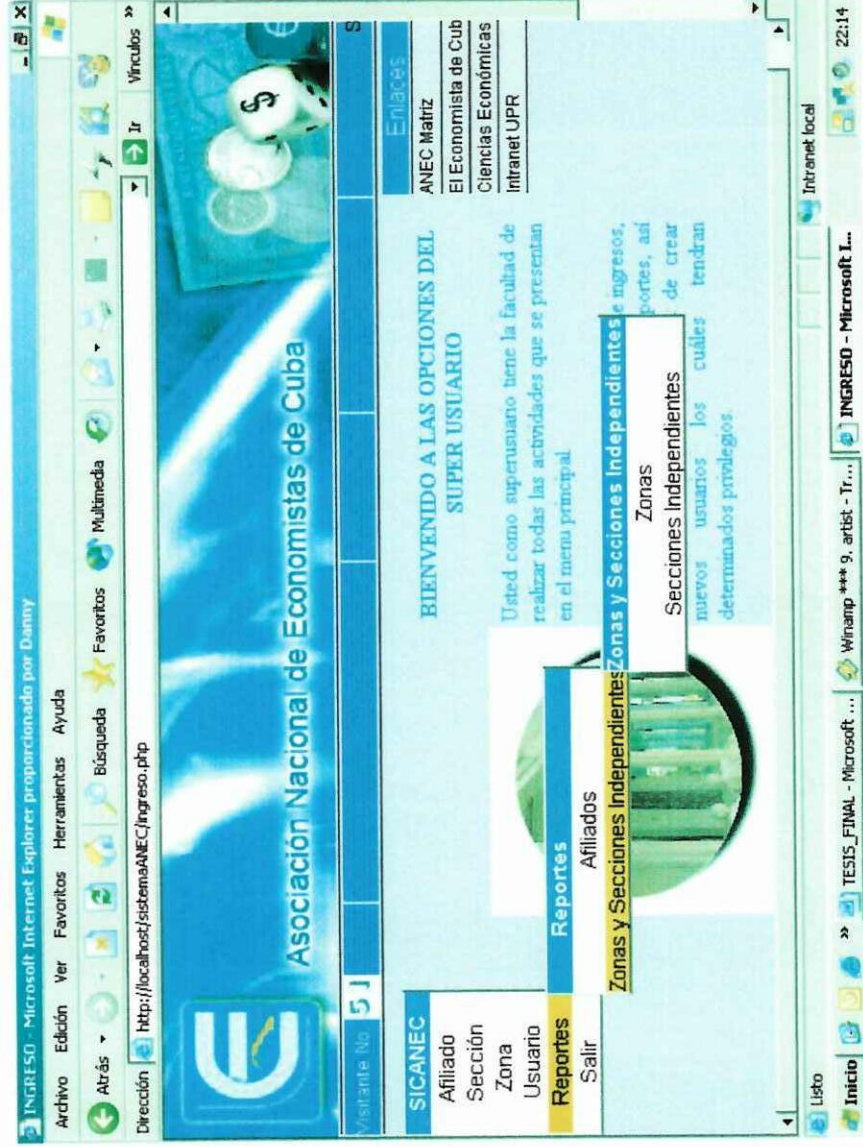 INGRESO - Microsoft Internet Explorer proporcionado por Danny
Archivo Edición Ver Favoritos Herramientas Ayuda
Atrás Búsqueda Favoritos Multimedia
Dirección http://localhost/sistemaANEC/ingreso.php Ir Vínculos »
Asociación Nacional de Economistas de Cuba
$
Visitante No 51
S
SICANEC
Afiliado
Sección
Zona
Usuario
Reportes
Salir
Reportes
Afiliados
Zonas y Secciones Independientes
Zonas y Secciones Independientes
Zonas
Secciones Independientes
BIENVENIDO A LAS OPCIONES DEL
SUPER USUARIO
Usted como superusuario tiene la facultad de
realizar todas las actividades que se presentan
en el menu principal
e ingresos,
portes, así
de crear
nuevos usuarios los cuáles tendran
determinados privilegios.
Enlaces
ANEC Matriz
El Economista de Cub
Ciencias Económicas
Intranet UPR
Listo Intranet local
Inicio » TESIS_FINAL - Microsoft ... Winamp *** 9. artist - Tr... INGRESO - Microsoft I... 22:14